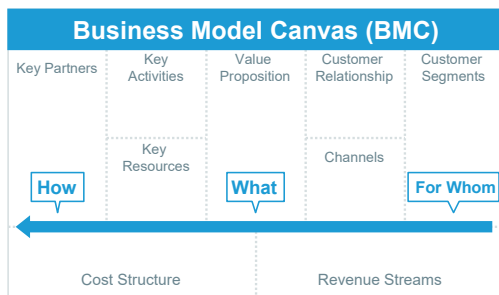 Business Model Canvas (BMC)
Key Partners
Key
Activities
Value
Proposition
Customer
Relationship
Customer
Segments
Key
Resources
Channels
How
What
For Whom
Cost Structure
Revenue Streams